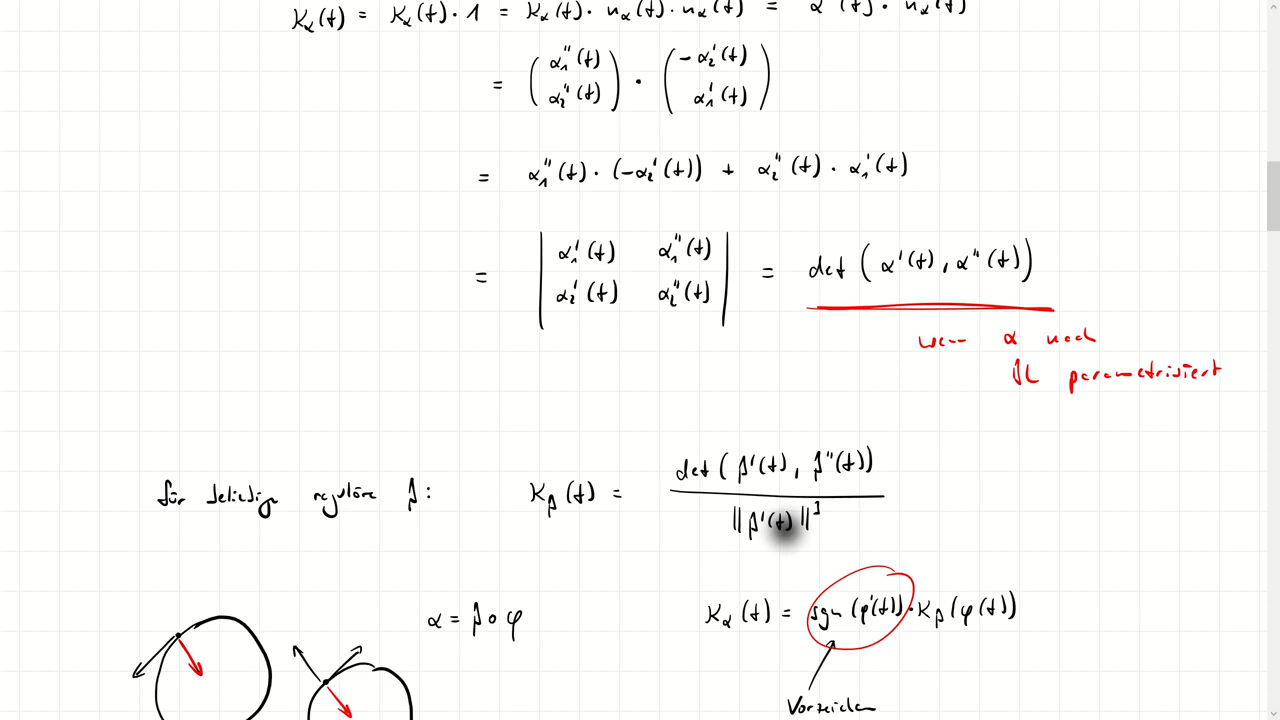 κ_α(t) = κ_α(t) · 1 = κ_α(t) · n_α(t) · n_α(t) = α''(t) · n_α(t)
= (α₁''(t) α₂''(t)) · (-α₂'(t) α₁'(t))
= α₁''(t) · (-α₂'(t)) + α₂''(t) · α₁'(t)
= | α₁'(t) α₁''(t) | = det (α'(t), α''(t))
| α₂'(t) α₂''(t) |
wenn α nach
BL parametrisiert
für beliebige reguläre β: κ_β(t) = det(β'(t), β''(t)) / ||β'(t)||³
α = β ∘ φ
κ_α(t) = sgn(φ'(t)) · κ_β(φ(t))
Vorzeichen